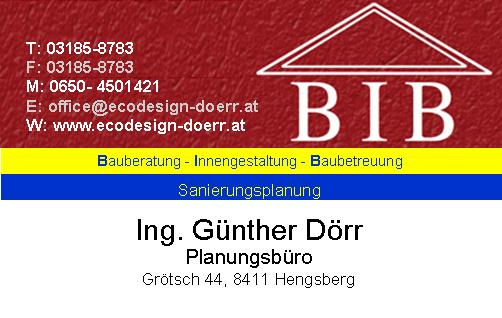 T: 03185-8783
F: 03185-8783
M: 0650- 4501421
E: office@ecodesign-doerr.at
W: www.ecodesign-doerr.at
BIB
Bauberatung - Innengestaltung - Baubetreuung
Sanierungsplanung
Ing. Günther Dörr
Planungsbüro
Grötsch 44, 8411 Hengsberg